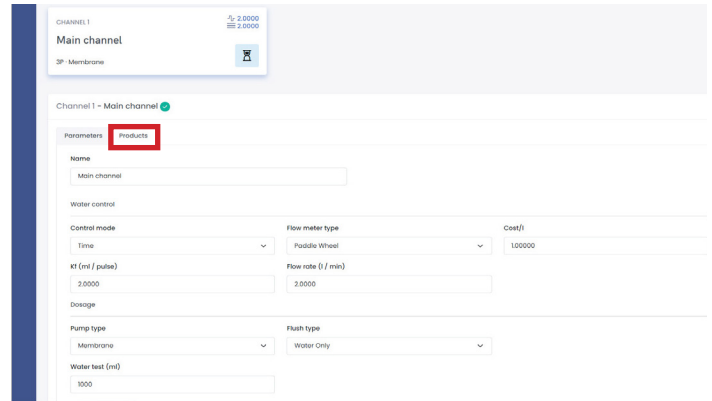 CHANNEL 1
2.0000
2.0000
Main channel
3P · Membrane
Channel 1 - Main channel
Parameters Products
Name
Main channel
Water control
Control mode Flow meter type Cost/l
Time Paddle Wheel 1.00000
Kf (ml / pulse) Flow rate (l / min)
2.0000 2.0000
Dosage
Pump type Flush type
Membrane Water Only
Water test (ml)
1000